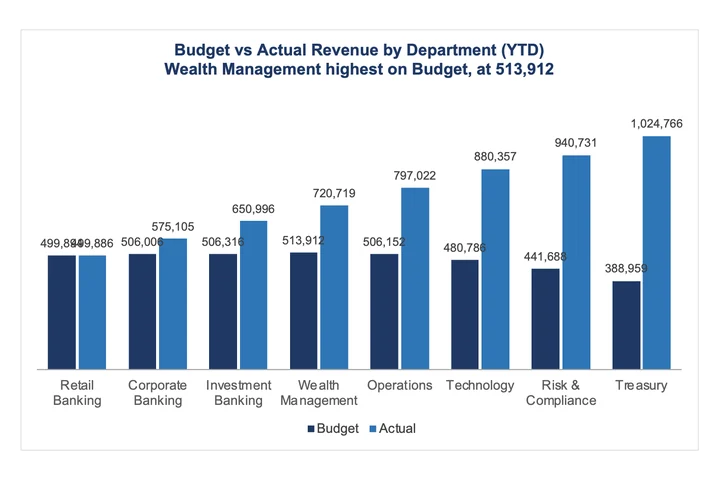 Budget vs Actual Revenue by Department (YTD)
Wealth Management highest on Budget, at 513,912
1,024,766
940,731
880,357
797,022
720,719
650,996
575,105
499,886
506,006
506,316
513,912
506,152
480,786
441,688
388,959
Retail Banking
Corporate Banking
Investment Banking
Wealth Management
Operations
Technology
Risk & Compliance
Treasury
Budget
Actual